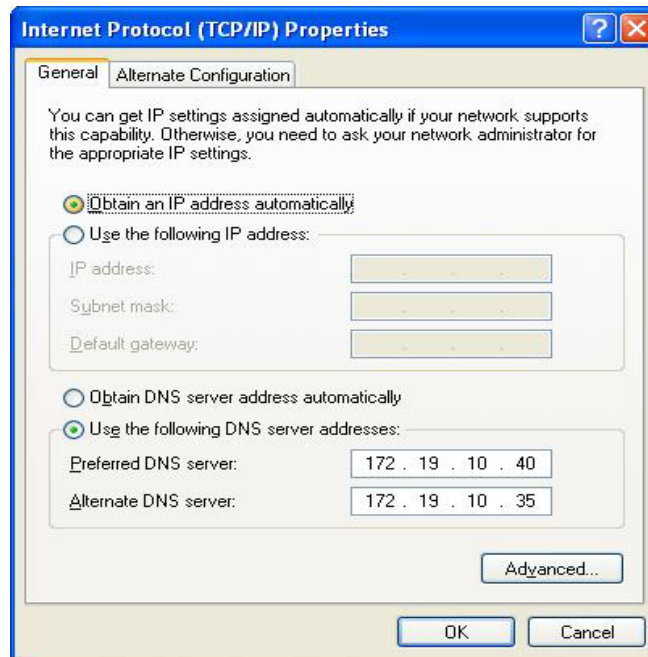 Internet Protocol (TCP/IP) Properties
General
Alternate Configuration
You can get IP settings assigned automatically if your network supports
this capability. Otherwise, you need to ask your network administrator for
the appropriate IP settings.
Obtain an IP address automatically
Use the following IP address:
IP address:
Subnet mask:
Default gateway:
Obtain DNS server address automatically
Use the following DNS server addresses:
Preferred DNS server: 172 . 19 . 10 . 40
Alternate DNS server: 172 . 19 . 10 . 35
Advanced...
OK Cancel